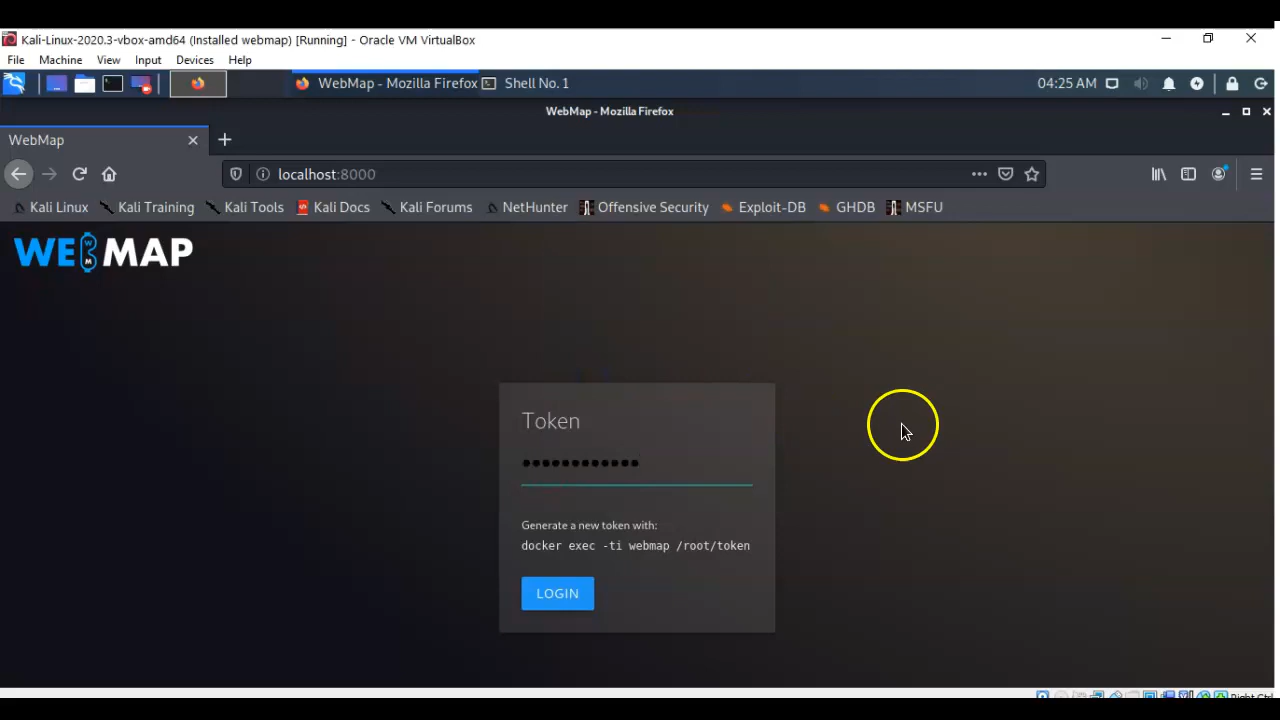 Kali-Linux-2020.3-vbox-amd64 (Installed webmap) [Running] - Oracle VM VirtualBox
File Machine View Input Devices Help
WebMap - Mozilla Firefox Shell No. 1 04:25 AM
WebMap - Mozilla Firefox
WebMap
localhost:8000
Kali Linux Kali Training Kali Tools Kali Docs Kali Forums NetHunter Offensive Security Exploit-DB GHDB MSFU
WEBMAP
Token
Generate a new token with:
docker exec -ti webmap /root/token
LOGIN
Right Ctrl